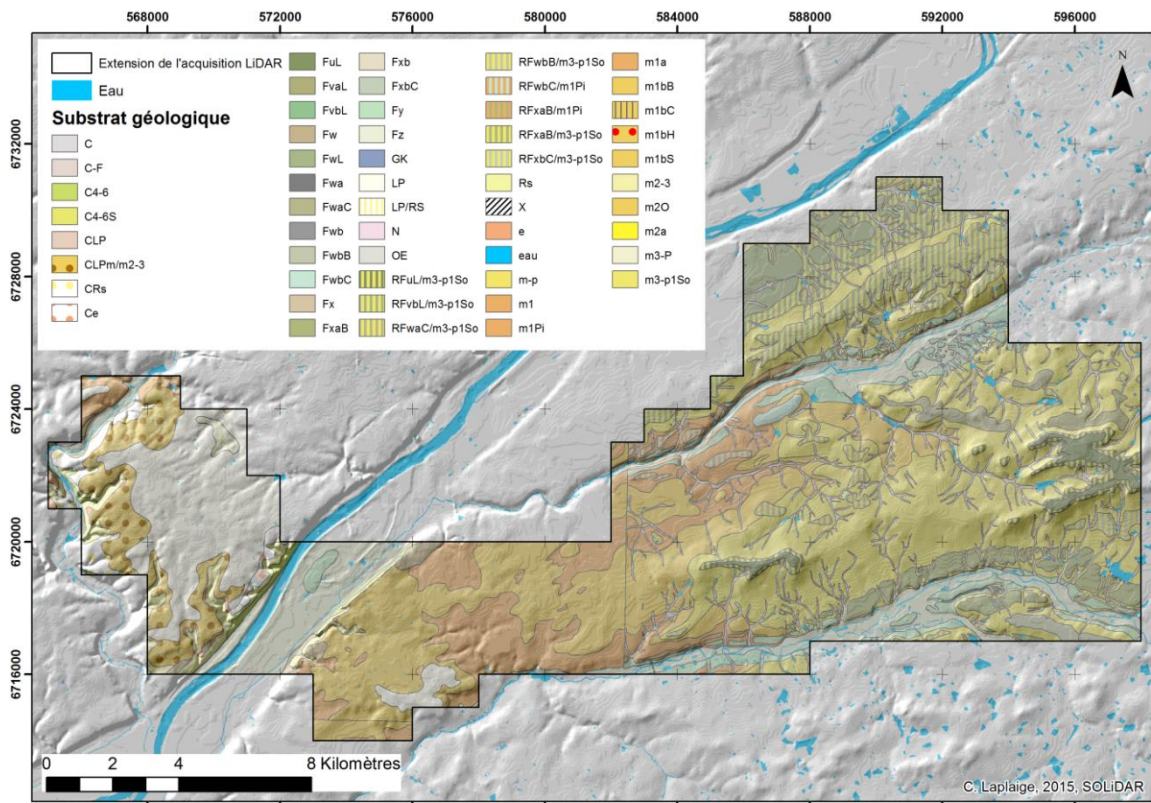 568000 572000 576000 580000 584000 588000 592000 596000
Extension de l'acquisition LiDAR
Eau
Substrat géologique
C
C-F
C4-6
C4-6S
CLP
CLPm/m2-3
CRs
Ce
FuL
FvaL
FvbL
Fw
FwL
Fwa
FwaC
Fwb
FwbB
FwbC
Fx
FxaB
Fxb
FxbC
Fy
Fz
GK
LP
LP/RS
N
OE
RFuL/m3-p1So
RFvbL/m3-p1So
RFwaC/m3-p1So
RFwbB/m3-p1So
RFwbC/m1Pi
RFxaB/m1Pi
RFxaB/m3-p1So
RFxbC/m3-p1So
Rs
X
e
eau
m-p
m1
m1Pi
m1a
m1bB
m1bC
m1bH
m1bS
m2-3
m2O
m2a
m3-P
m3-p1So
N
6732000
6728000
6724000
6720000
6716000
0 1 2 4 8 Kilomètres
C. Laplaige, 2015, SOLiDAR